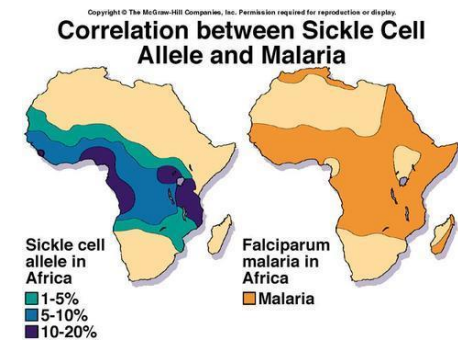 Copyright © The McGraw-Hill Companies, Inc. Permission required for reproduction or display.
Correlation between Sickle Cell
Allele and Malaria
Sickle cell
allele in
Africa
1-5%
5-10%
10-20%
Falciparum
malaria in
Africa
Malaria